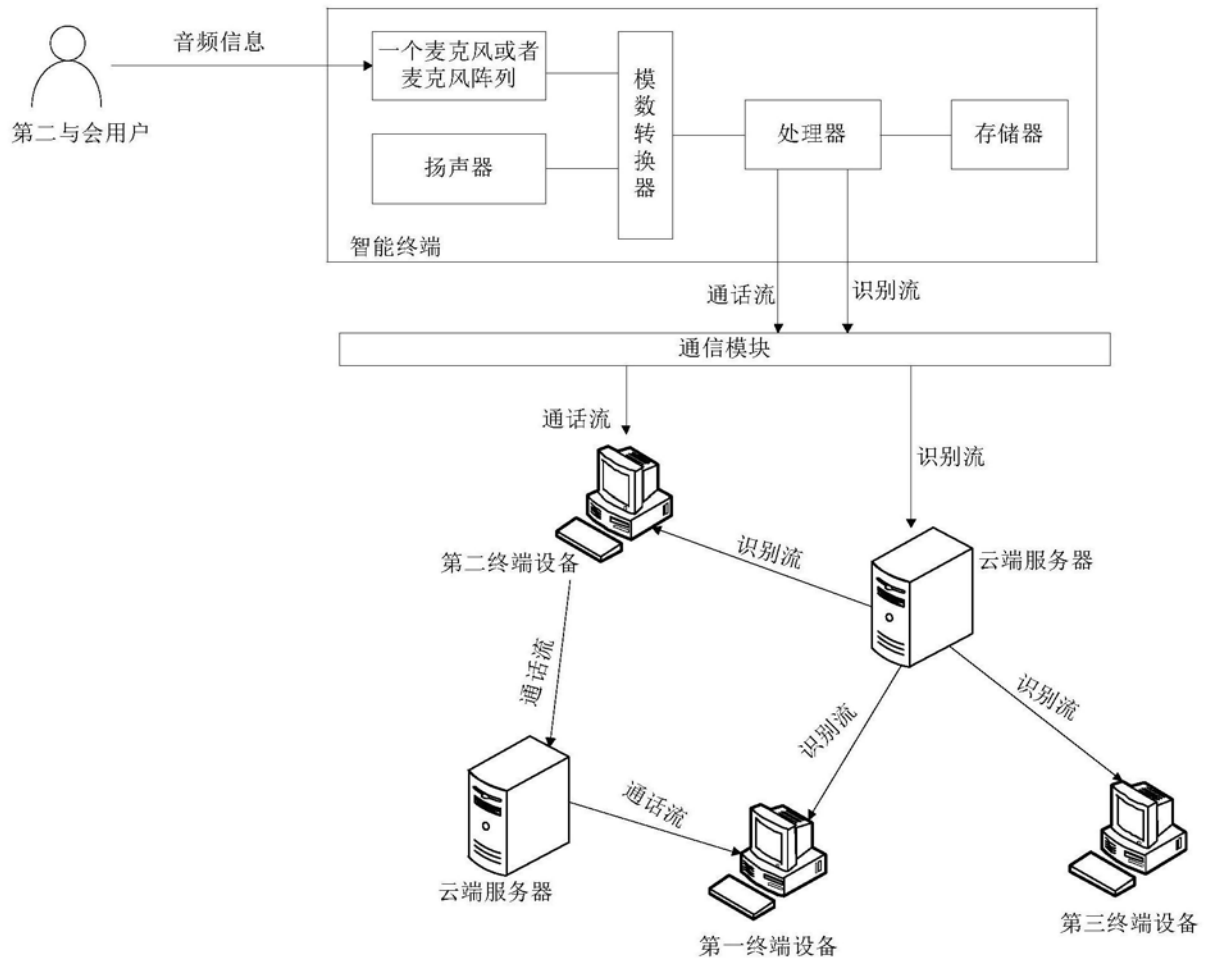 音频信息
一个麦克风或者
麦克风阵列
第二与会用户
扬声器
模数转换器
处理器
存储器
智能终端
通话流
识别流
通信模块
通话流
识别流
第二终端设备
识别流
云端服务器
通话流
识别流
识别流
通话流
云端服务器
第一终端设备
第三终端设备